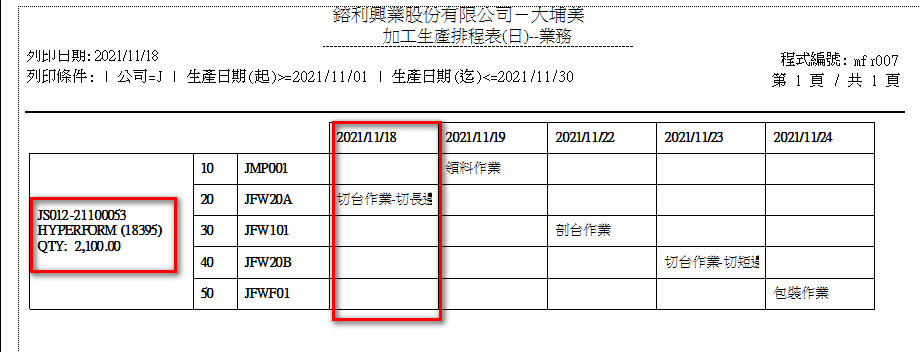 鎔利興業股份有限公司－大埔美
加工生產排程表(日)--業務
列印日期:2021/11/18
列印條件: | 公司=J | 生產日期(起)>=2021/11/01 | 生產日期(迄)<=2021/11/30
程式編號: mfr007
第 1 頁 / 共 1 頁
2021/11/18 2021/11/19 2021/11/22 2021/11/23 2021/11/24
JS012-21100053
HYPERFORM (18395)
QTY: 2,100.00
10 JMP001 領料作業
20 JFW20A 切台作業-切長邊
30 JFW101 剖台作業
40 JFW20B 切台作業-切短邊
50 JFWF01 包裝作業